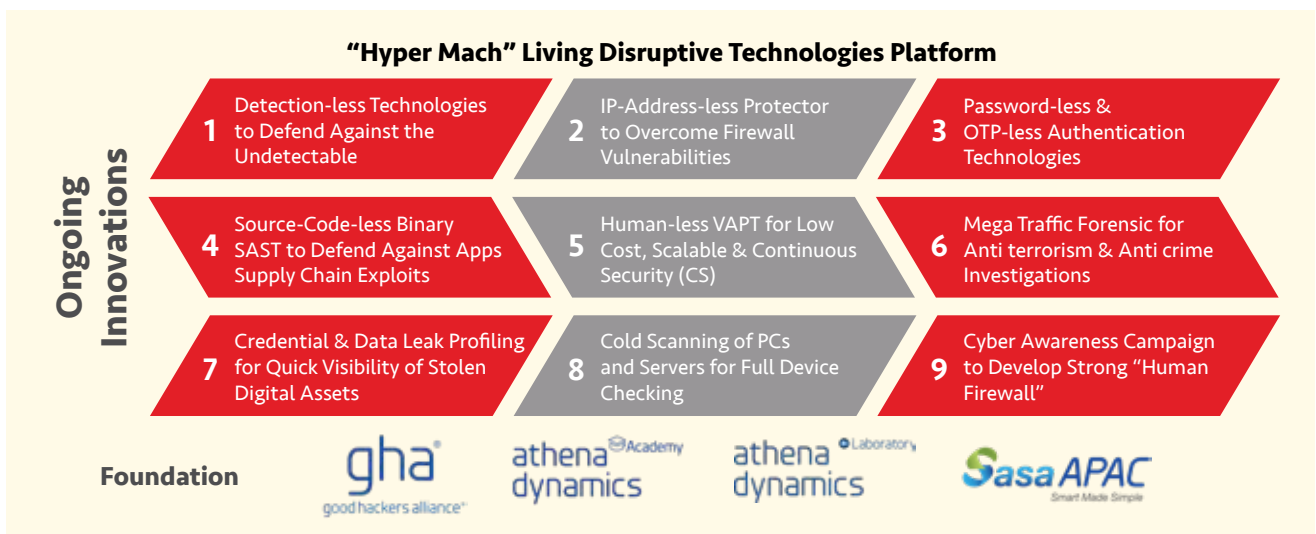 “Hyper Mach” Living Disruptive Technologies Platform
Ongoing
Innovations
1
Detection-less Technologies
to Defend Against the
Undetectable
2
IP-Address-less Protector
to Overcome Firewall
Vulnerabilities
3
Password-less &
OTP-less Authentication
Technologies
4
Source-Code-less Binary
SAST to Defend Against Apps
Supply Chain Exploits
5
Human-less VAPT for Low
Cost, Scalable & Continuous
Security (CS)
6
Mega Traffic Forensic for
Anti terrorism & Anti crime
Investigations
7
Credential & Data Leak Profiling
for Quick Visibility of Stolen
Digital Assets
8
Cold Scanning of PCs
and Servers for Full Device
Checking
9
Cyber Awareness Campaign
to Develop Strong “Human
Firewall”
Foundation
gha®
good hackers alliance
athena Academy
dynamics
athena Laboratory
dynamics
Sasa APAC
Smart Made Simple